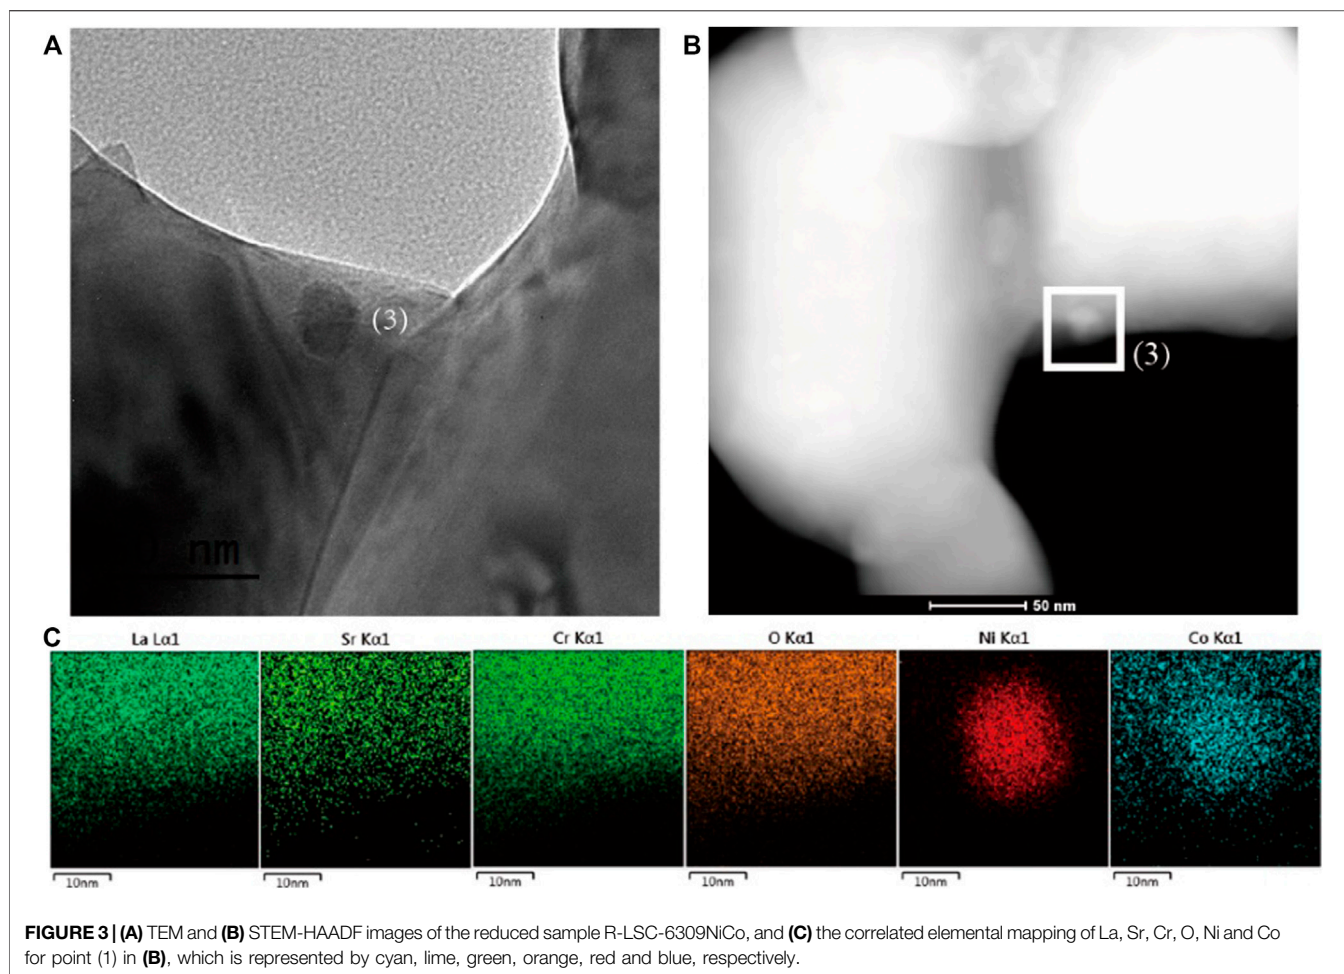 A
B
(3)
(3)
nm
50 nm
C
La Lα1 Sr Kα1 Cr Kα1 O Kα1 Ni Kα1 Co Kα1
10nm 10nm 10nm 10nm 10nm 10nm
FIGURE 3 | (A) TEM and (B) STEM-HAADF images of the reduced sample R-LSC-6309NiCo, and (C) the correlated elemental mapping of La, Sr, Cr, O, Ni and Co
for point (1) in (B), which is represented by cyan, lime, green, orange, red and blue, respectively.